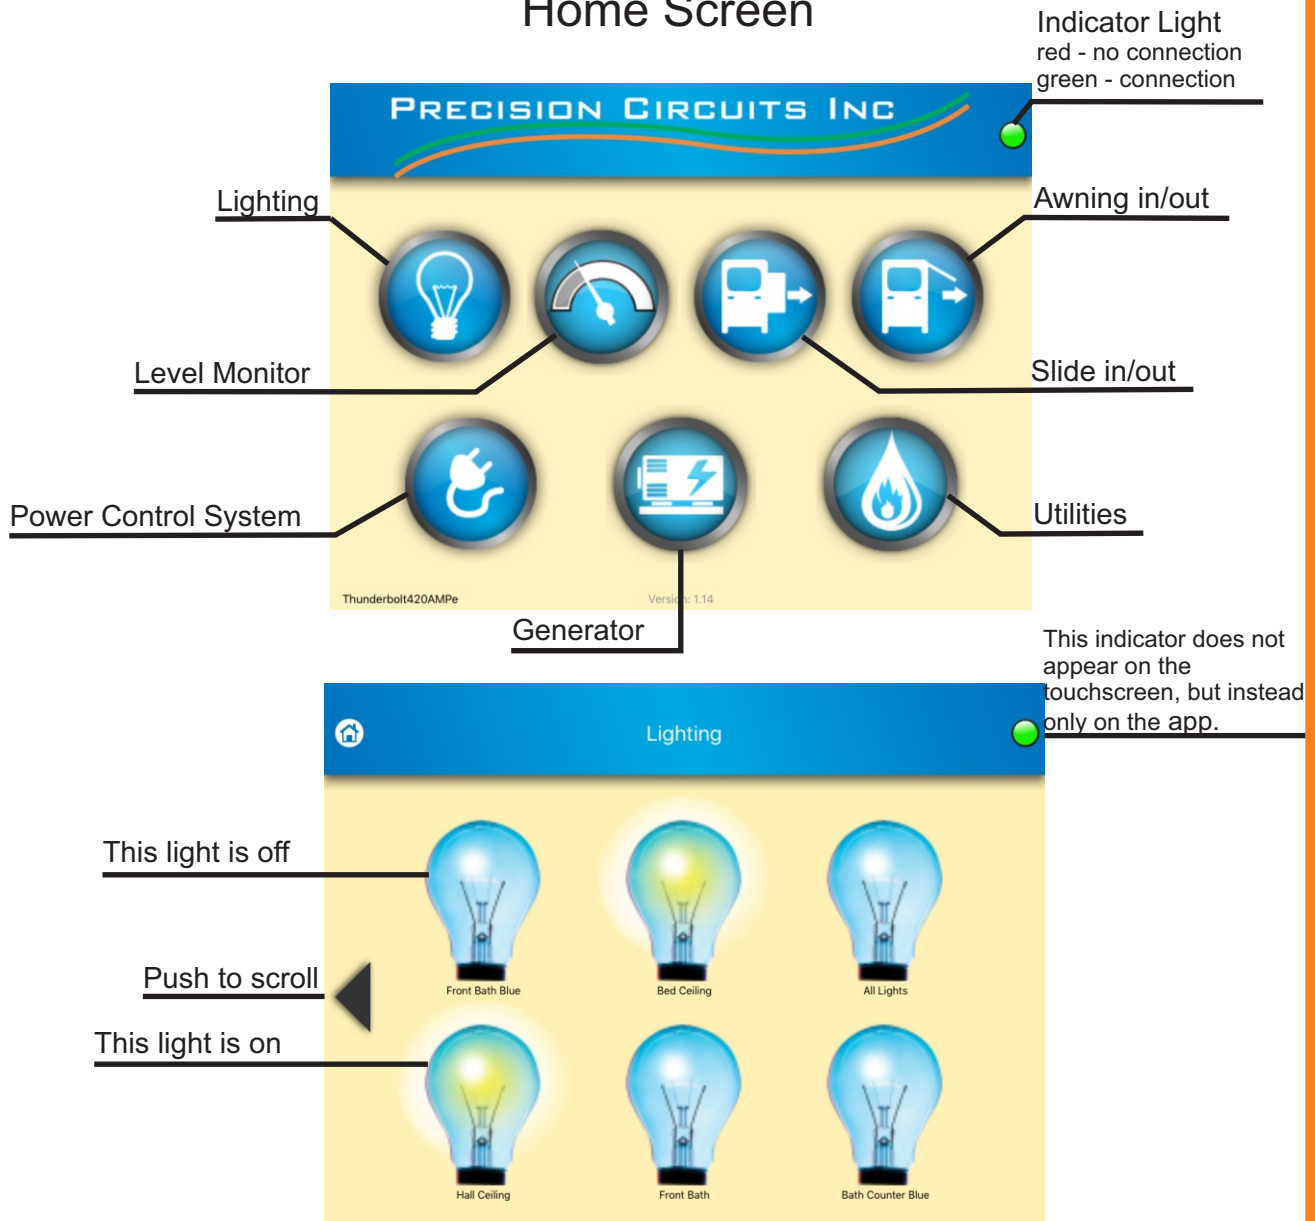 Home Screen
Indicator Light
red - no connection
green - connection
PRECISION CIRCUITS INC
Lighting
Awning in/out
Level Monitor
Slide in/out
Power Control System
Utilities
Thunderbolt420AMPe
Version: 1.14
Generator
This indicator does not
appear on the
touchscreen, but instead
only on the app.
Lighting
This light is off
Push to scroll
Front Bath Blue
Bed Ceiling
All Lights
This light is on
Hall Ceiling
Front Bath
Bath Counter Blue